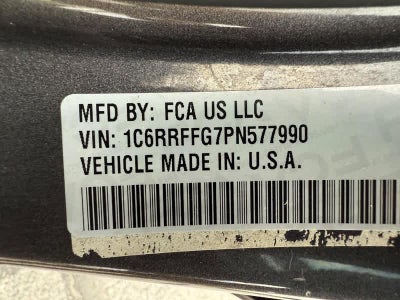 MFD BY: FCA US LLC
VIN: 1C6RRFFG7PN577990
VEHICLE MADE IN: U.S.A.